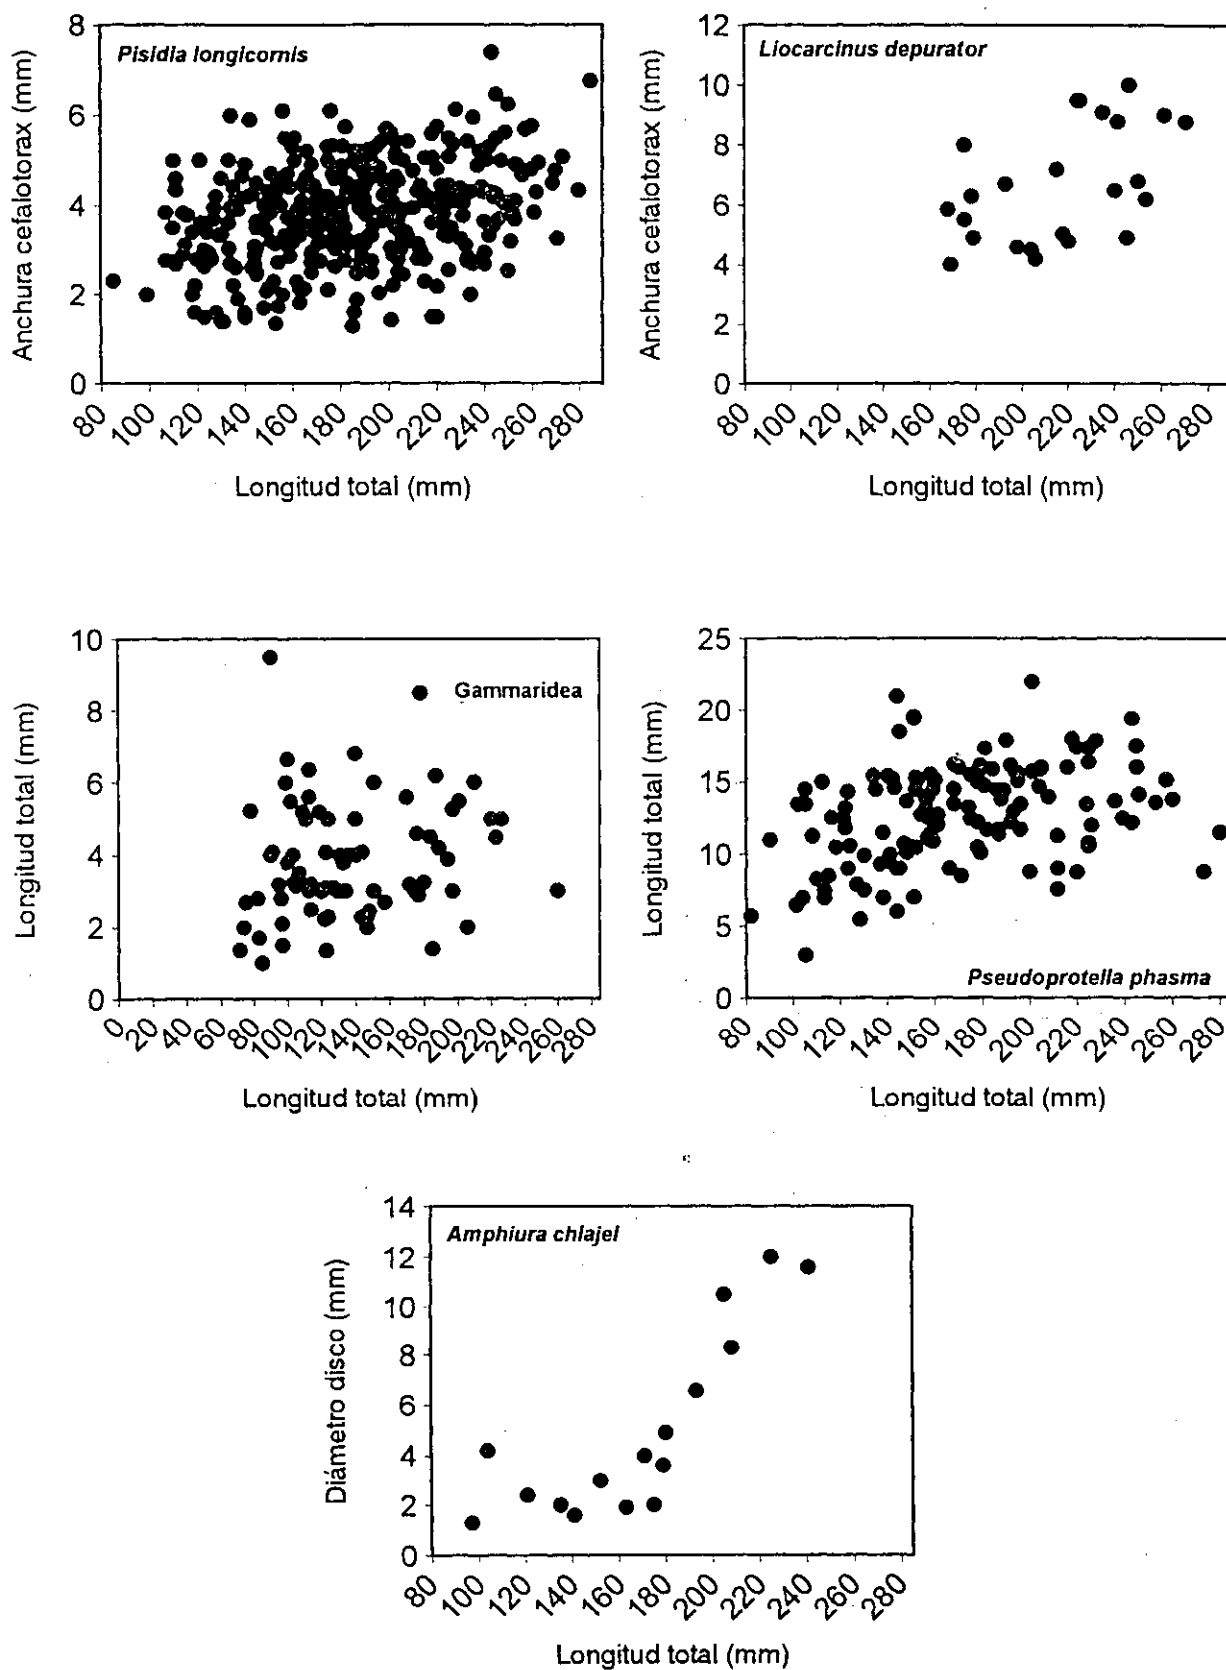 Pisidia longicornis
Anchura cefalotorax (mm)
8
6
4
2
0
80 100 120 140 160 180 200 220 240 260 280
Longitud total (mm)
Liocarcinus depurator
Anchura cefalotorax (mm)
12
10
8
6
4
2
0
80 100 120 140 160 180 200 220 240 260 280
Longitud total (mm)
Gammaridea
Longitud total (mm)
10
8
6
4
2
0
0 20 40 60 80 100 120 140 160 180 200 220 240 260 280
Longitud total (mm)
Pseudoprotella phasma
Longitud total (mm)
25
20
15
10
5
0
80 100 120 140 160 180 200 220 240 260 280
Longitud total (mm)
Amphiura chiajei
Diámetro disco (mm)
14
12
10
8
6
4
2
0
80 100 120 140 160 180 200 220 240 260 280
Longitud total (mm)